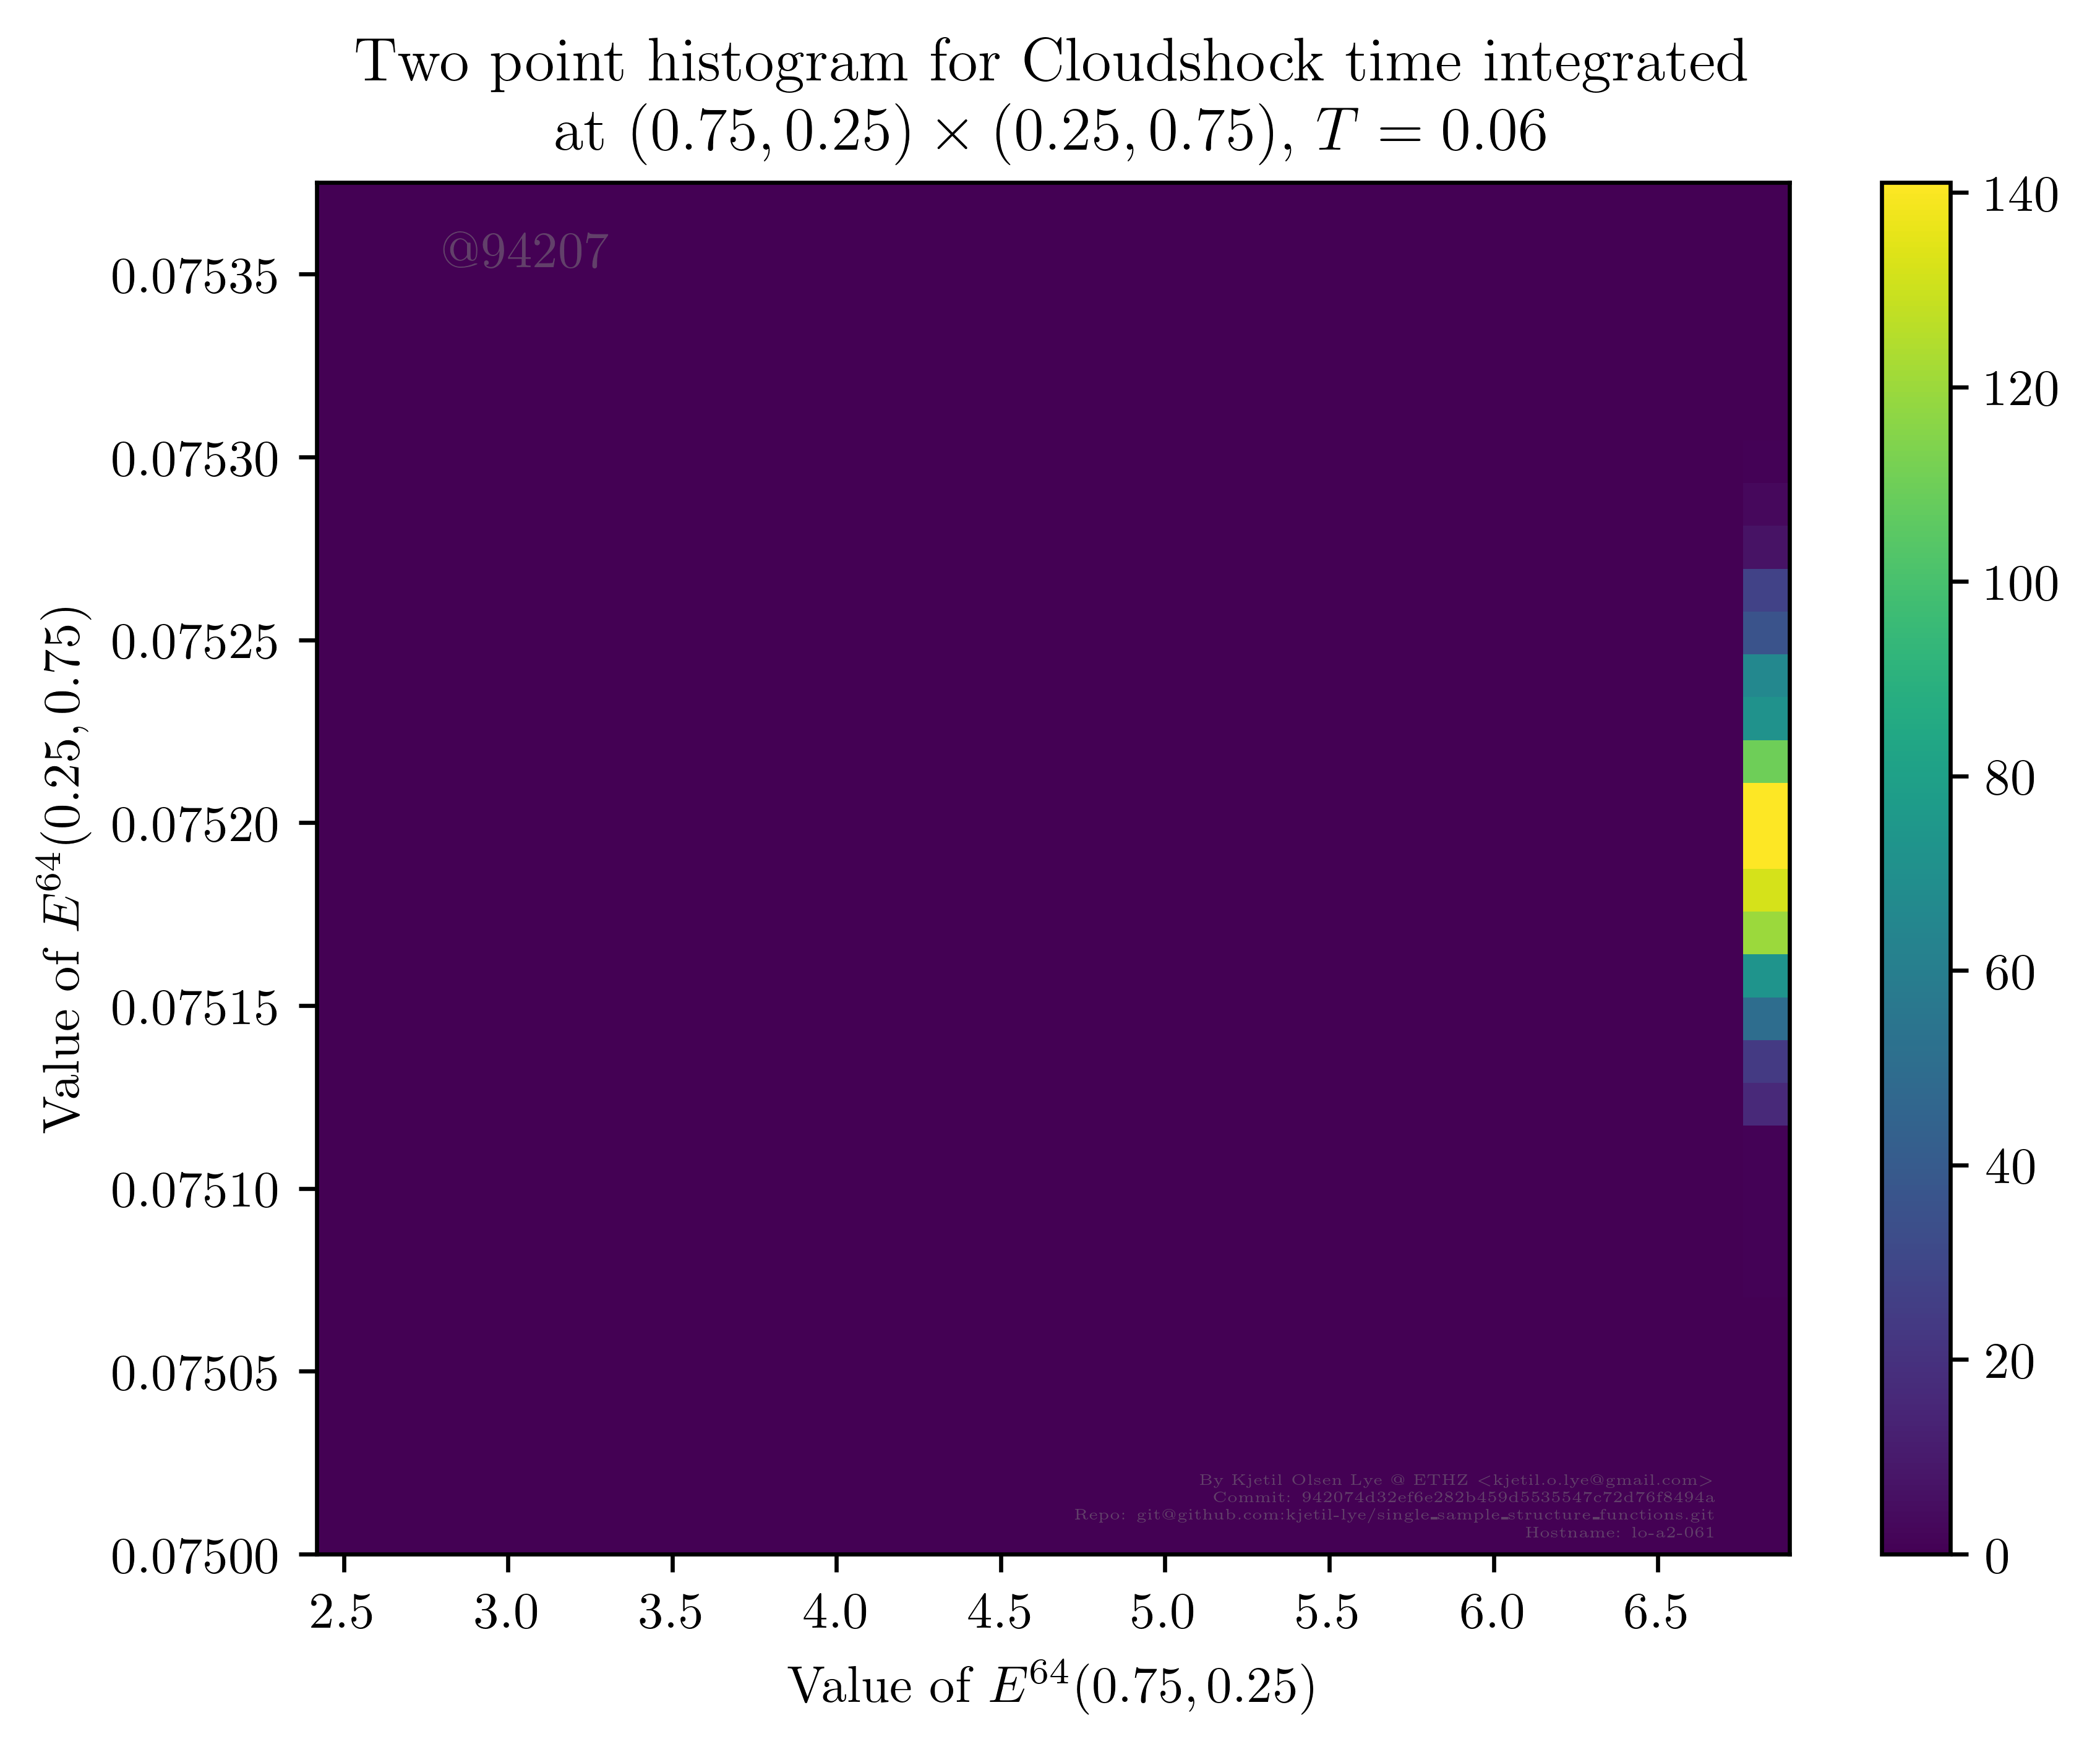 Two point histogram for Cloudshock time integrated
at (0.75, 0.25) × (0.25, 0.75), T = 0.06
@94207
0.07535
0.07530
0.07525
0.07520
0.07515
0.07510
0.07505
0.07500
Value of E⁶⁴(0.25, 0.75)
2.5 3.0 3.5 4.0 4.5 5.0 5.5 6.0 6.5
Value of E⁶⁴(0.75, 0.25)
140
120
100
80
60
40
20
0
By Kjetil Olsen Lye @ ETHZ <kjetil.o.lye@gmail.com>
Commit: 942074d32ef6e282b459d5535547c72d76f8494a
Repo: git@github.com:kjetil-lye/single_sample_structure_functions.git
Hostname: lo-a2-061